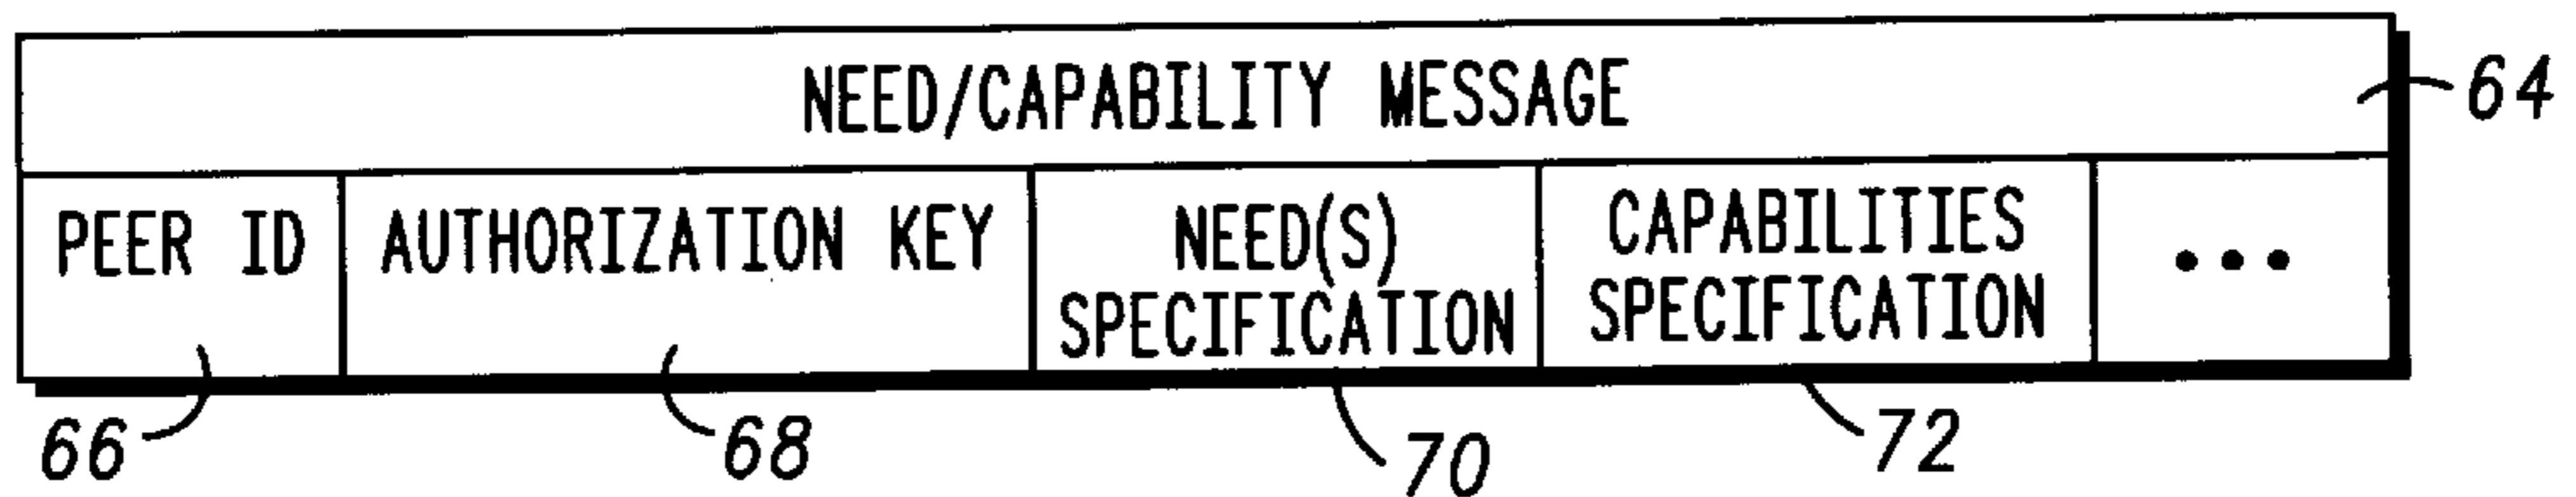 NEED/CAPABILITY MESSAGE
64
PEER ID
AUTHORIZATION KEY
NEED(S)
SPECIFICATION
CAPABILITIES
SPECIFICATION
•••
66
68
70
72